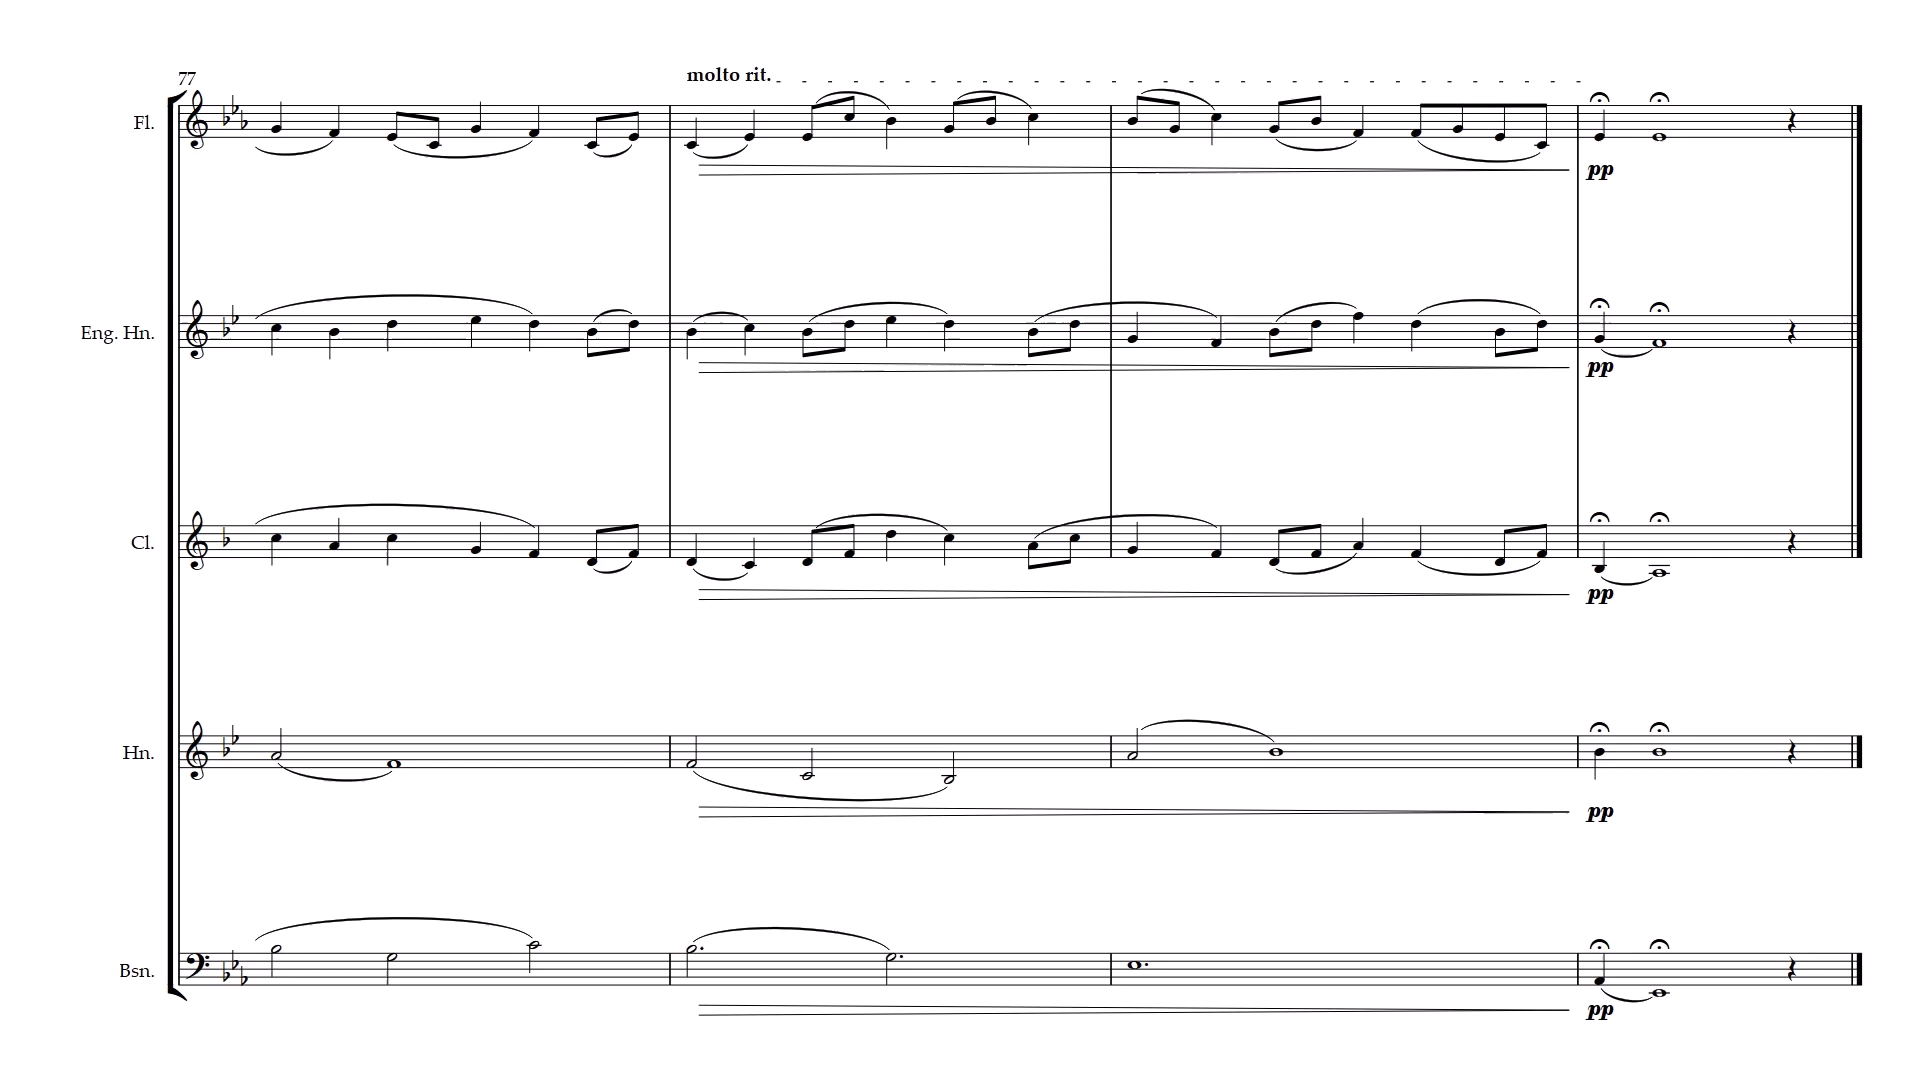 77
molto rit.
Fl.
pp
Eng. Hn.
pp
Cl.
pp
Hn.
pp
Bsn.
pp